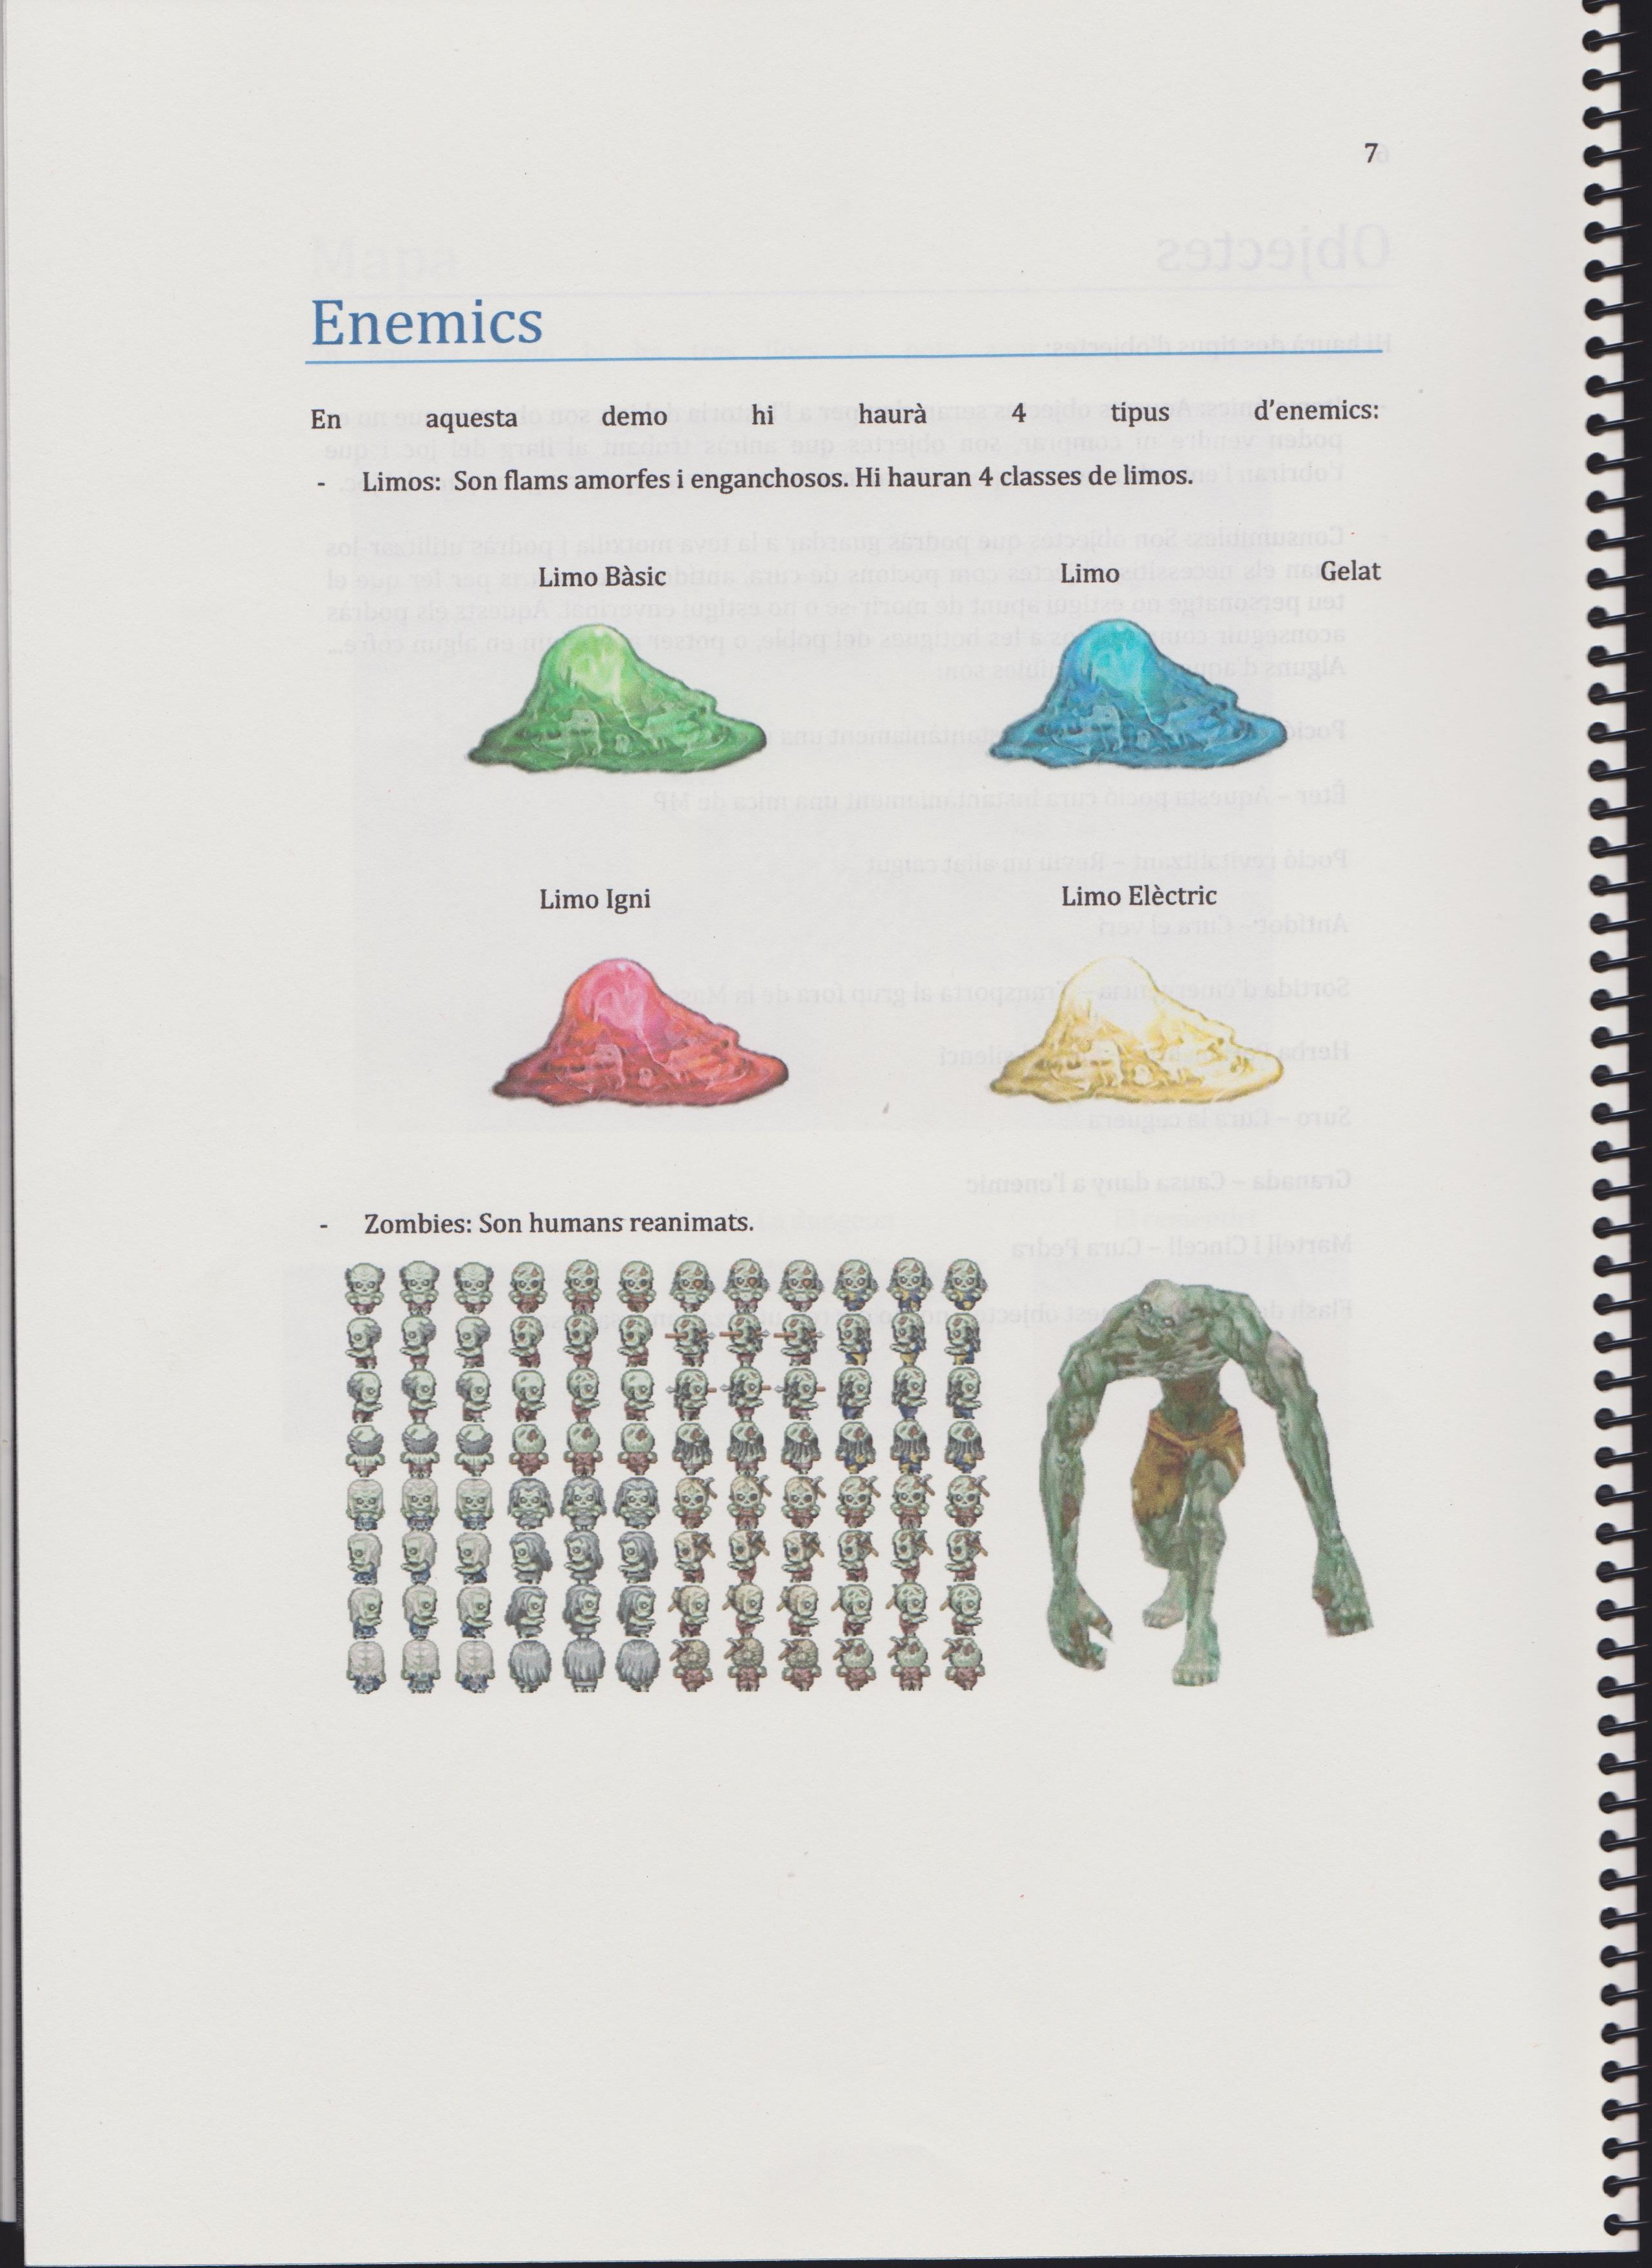 7
Enemics
En aquesta demo hi haurà 4 tipus d'enemics:
- Limos: Son flams amorfes i enganchosos. Hi hauran 4 classes de limos.
Limo Bàsic Limo Gelat
Limo Igni Limo Elèctric
- Zombies: Son humans reanimats.